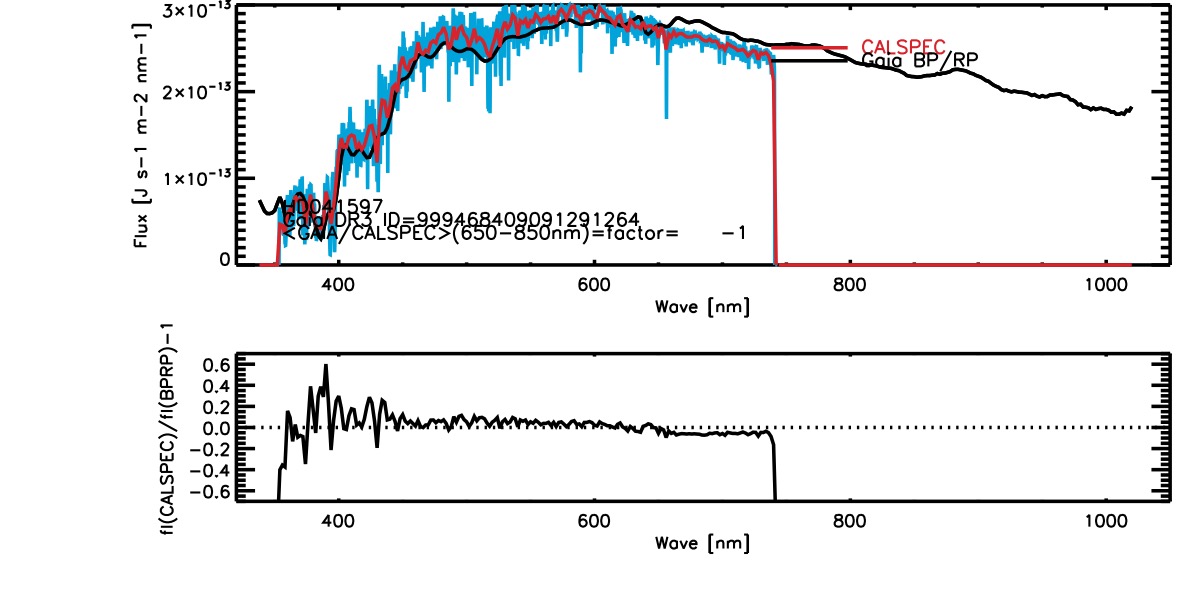 3×10−13
2×10−13
1×10−13
0
Flux [J s−1 m−2 nm−1]
CALSPEC
Gaia BP/RP
HD041597
Gaia DR3 ID=999468409091291264
<GAIA/CALSPEC>(650−850nm)=factor= −1
400 600 800 1000
Wave [nm]
fl(CALSPEC)/fl(BPRP)−1
0.6
0.4
0.2
0.0
−0.2
−0.4
−0.6
400 600 800 1000
Wave [nm]